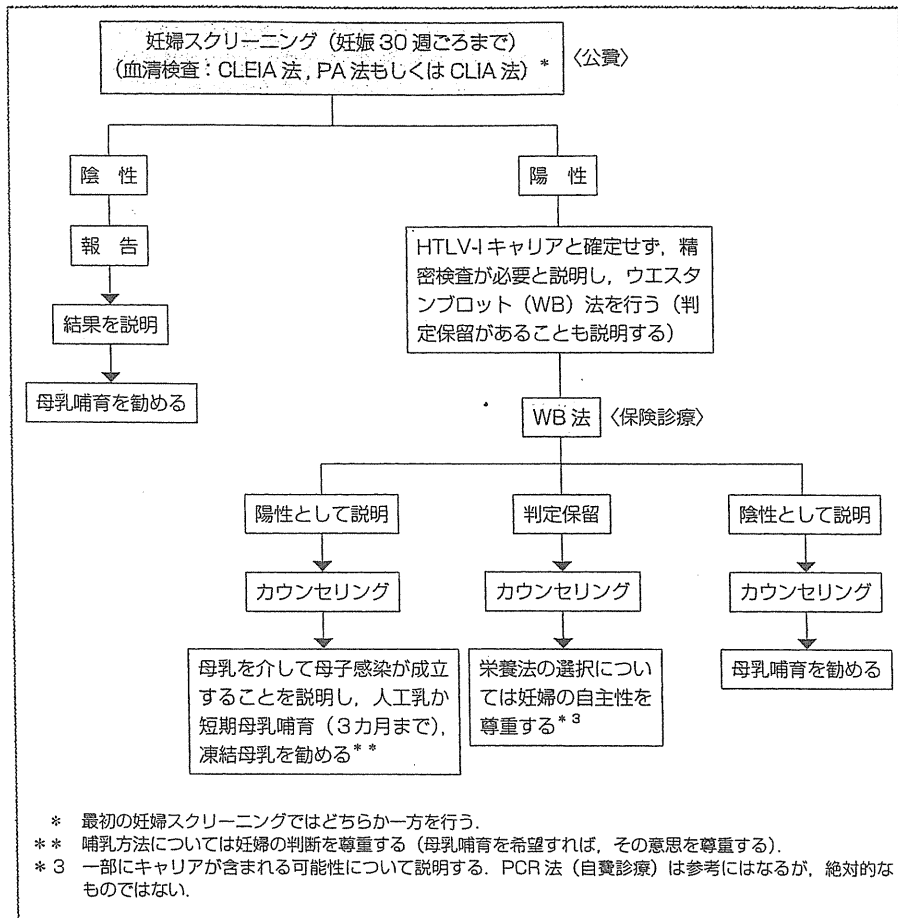 妊婦スクリーニング（妊娠30週ごろまで）
（血清検査：CLEIA法，PA法もしくはCLIA法）＊〈公費〉
陰　性
陽　性
報　告
HTLV-Iキャリアと確定せず，精
密検査が必要と説明し，ウエスタ
ンブロット（WB）法を行う（判
定保留があることも説明する）
結果を説明
母乳哺育を勧める
WB法〈保険診療〉
陽性として説明
判定保留
陰性として説明
カウンセリング
カウンセリング
カウンセリング
母乳を介して母子感染が成立
することを説明し，人工乳か
短期母乳哺育（3カ月まで），
凍結母乳を勧める＊＊
栄養法の選択につい
ては妊婦の自主性を
尊重する＊3
母乳哺育を勧める
＊　最初の妊婦スクリーニングではどちらか一方を行う．
＊＊　哺乳方法については妊婦の判断を尊重する（母乳哺育を希望すれば，その意思を尊重する）．
＊3　一部にキャリアが含まれる可能性について説明する．PCR法（自費診療）は参考にはなるが，絶対的な
ものではない．